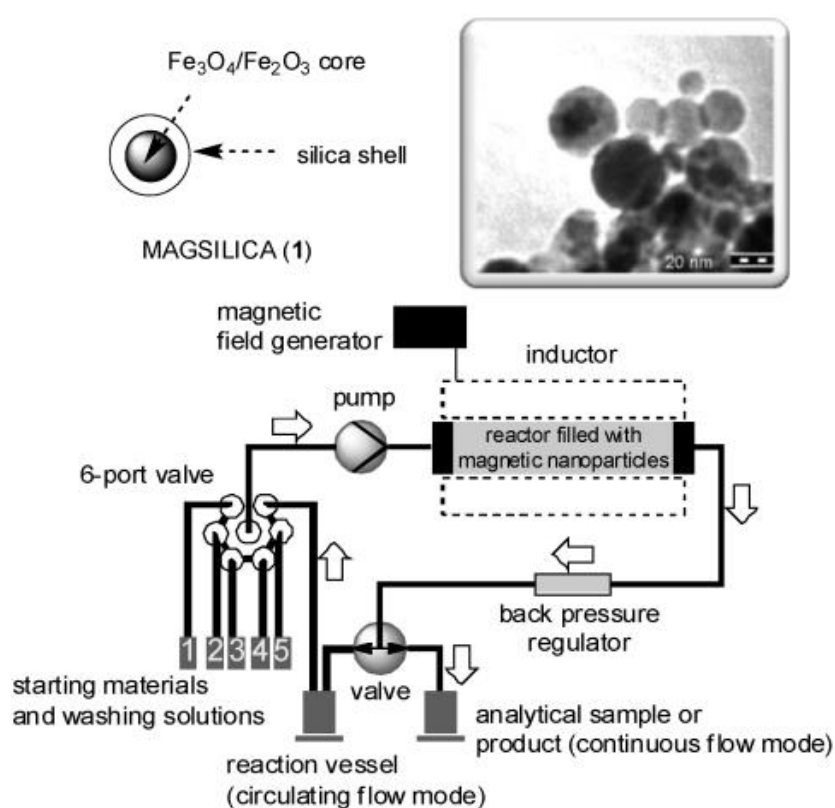 Fe3O4/Fe2O3 core
silica shell
MAGSILICA (1)
20 nm
magnetic
field generator
inductor
pump
reactor filled with
magnetic nanoparticles
6-port valve
back pressure
regulator
1 2 3 4 5
valve
starting materials
and washing solutions
analytical sample or
product (continuous flow mode)
reaction vessel
(circulating flow mode)